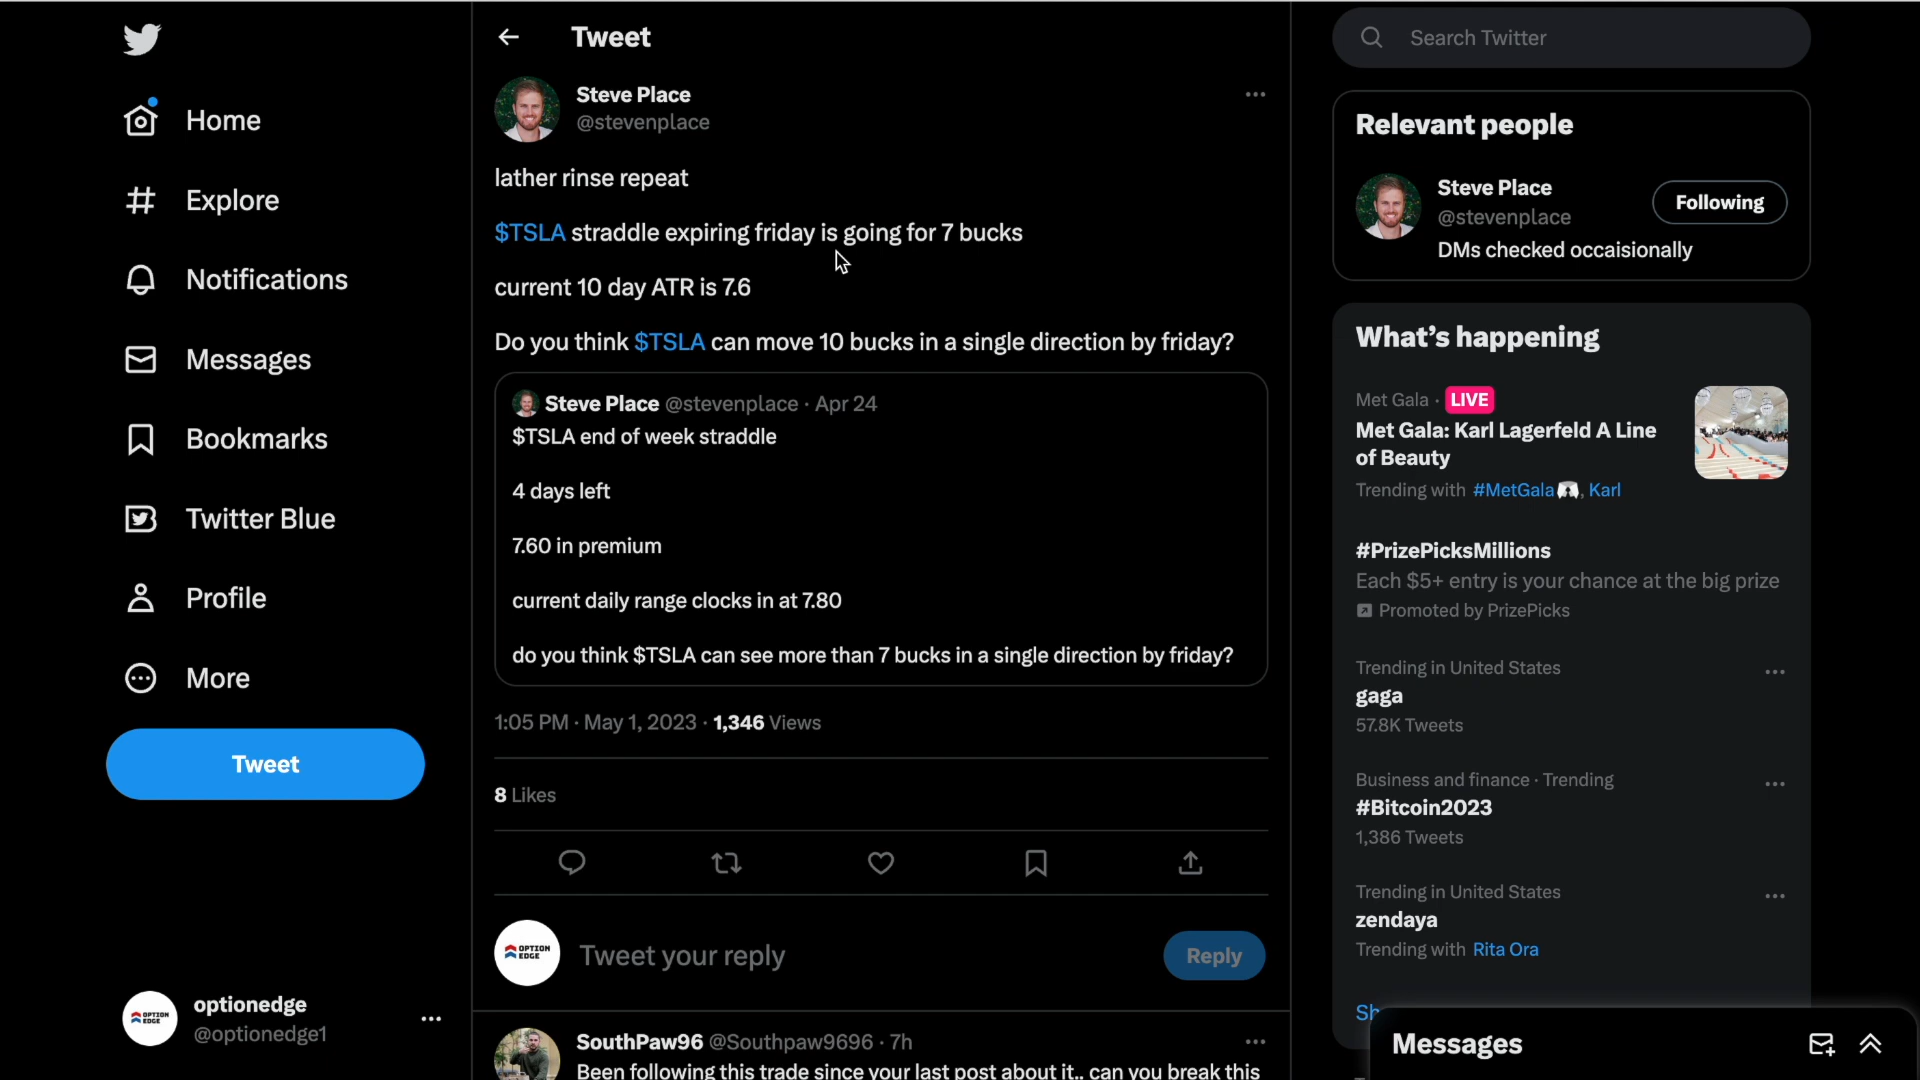 Home
Explore
Notifications
Messages
Bookmarks
Twitter Blue
Profile
More
Tweet
OPTION
EDGE
optionedge
@optionedge1
Tweet
Steve Place
@stevenplace
lather rinse repeat
$TSLA straddle expiring friday is going for 7 bucks
current 10 day ATR is 7.6
Do you think $TSLA can move 10 bucks in a single direction by friday?
Steve Place @stevenplace · Apr 24
$TSLA end of week straddle
4 days left
7.60 in premium
current daily range clocks in at 7.80
do you think $TSLA can see more than 7 bucks in a single direction by friday?
1:05 PM · May 1, 2023 · 1,346 Views
8 Likes
OPTION
EDGE
Tweet your reply
Reply
SouthPaw96 @Southpaw9696 · 7h
Been following this trade since your last post about it.. can you break this
Search Twitter
Relevant people
Steve Place
@stevenplace
Following
DMs checked occaisionally
What's happening
Met Gala · LIVE
Met Gala: Karl Lagerfeld A Line
of Beauty
Trending with #MetGala, Karl
#PrizePicksMillions
Each $5+ entry is your chance at the big prize
Promoted by PrizePicks
Trending in United States
gaga
57.8K Tweets
Business and finance · Trending
#Bitcoin2023
1,386 Tweets
Trending in United States
zendaya
Trending with Rita Ora
Messages